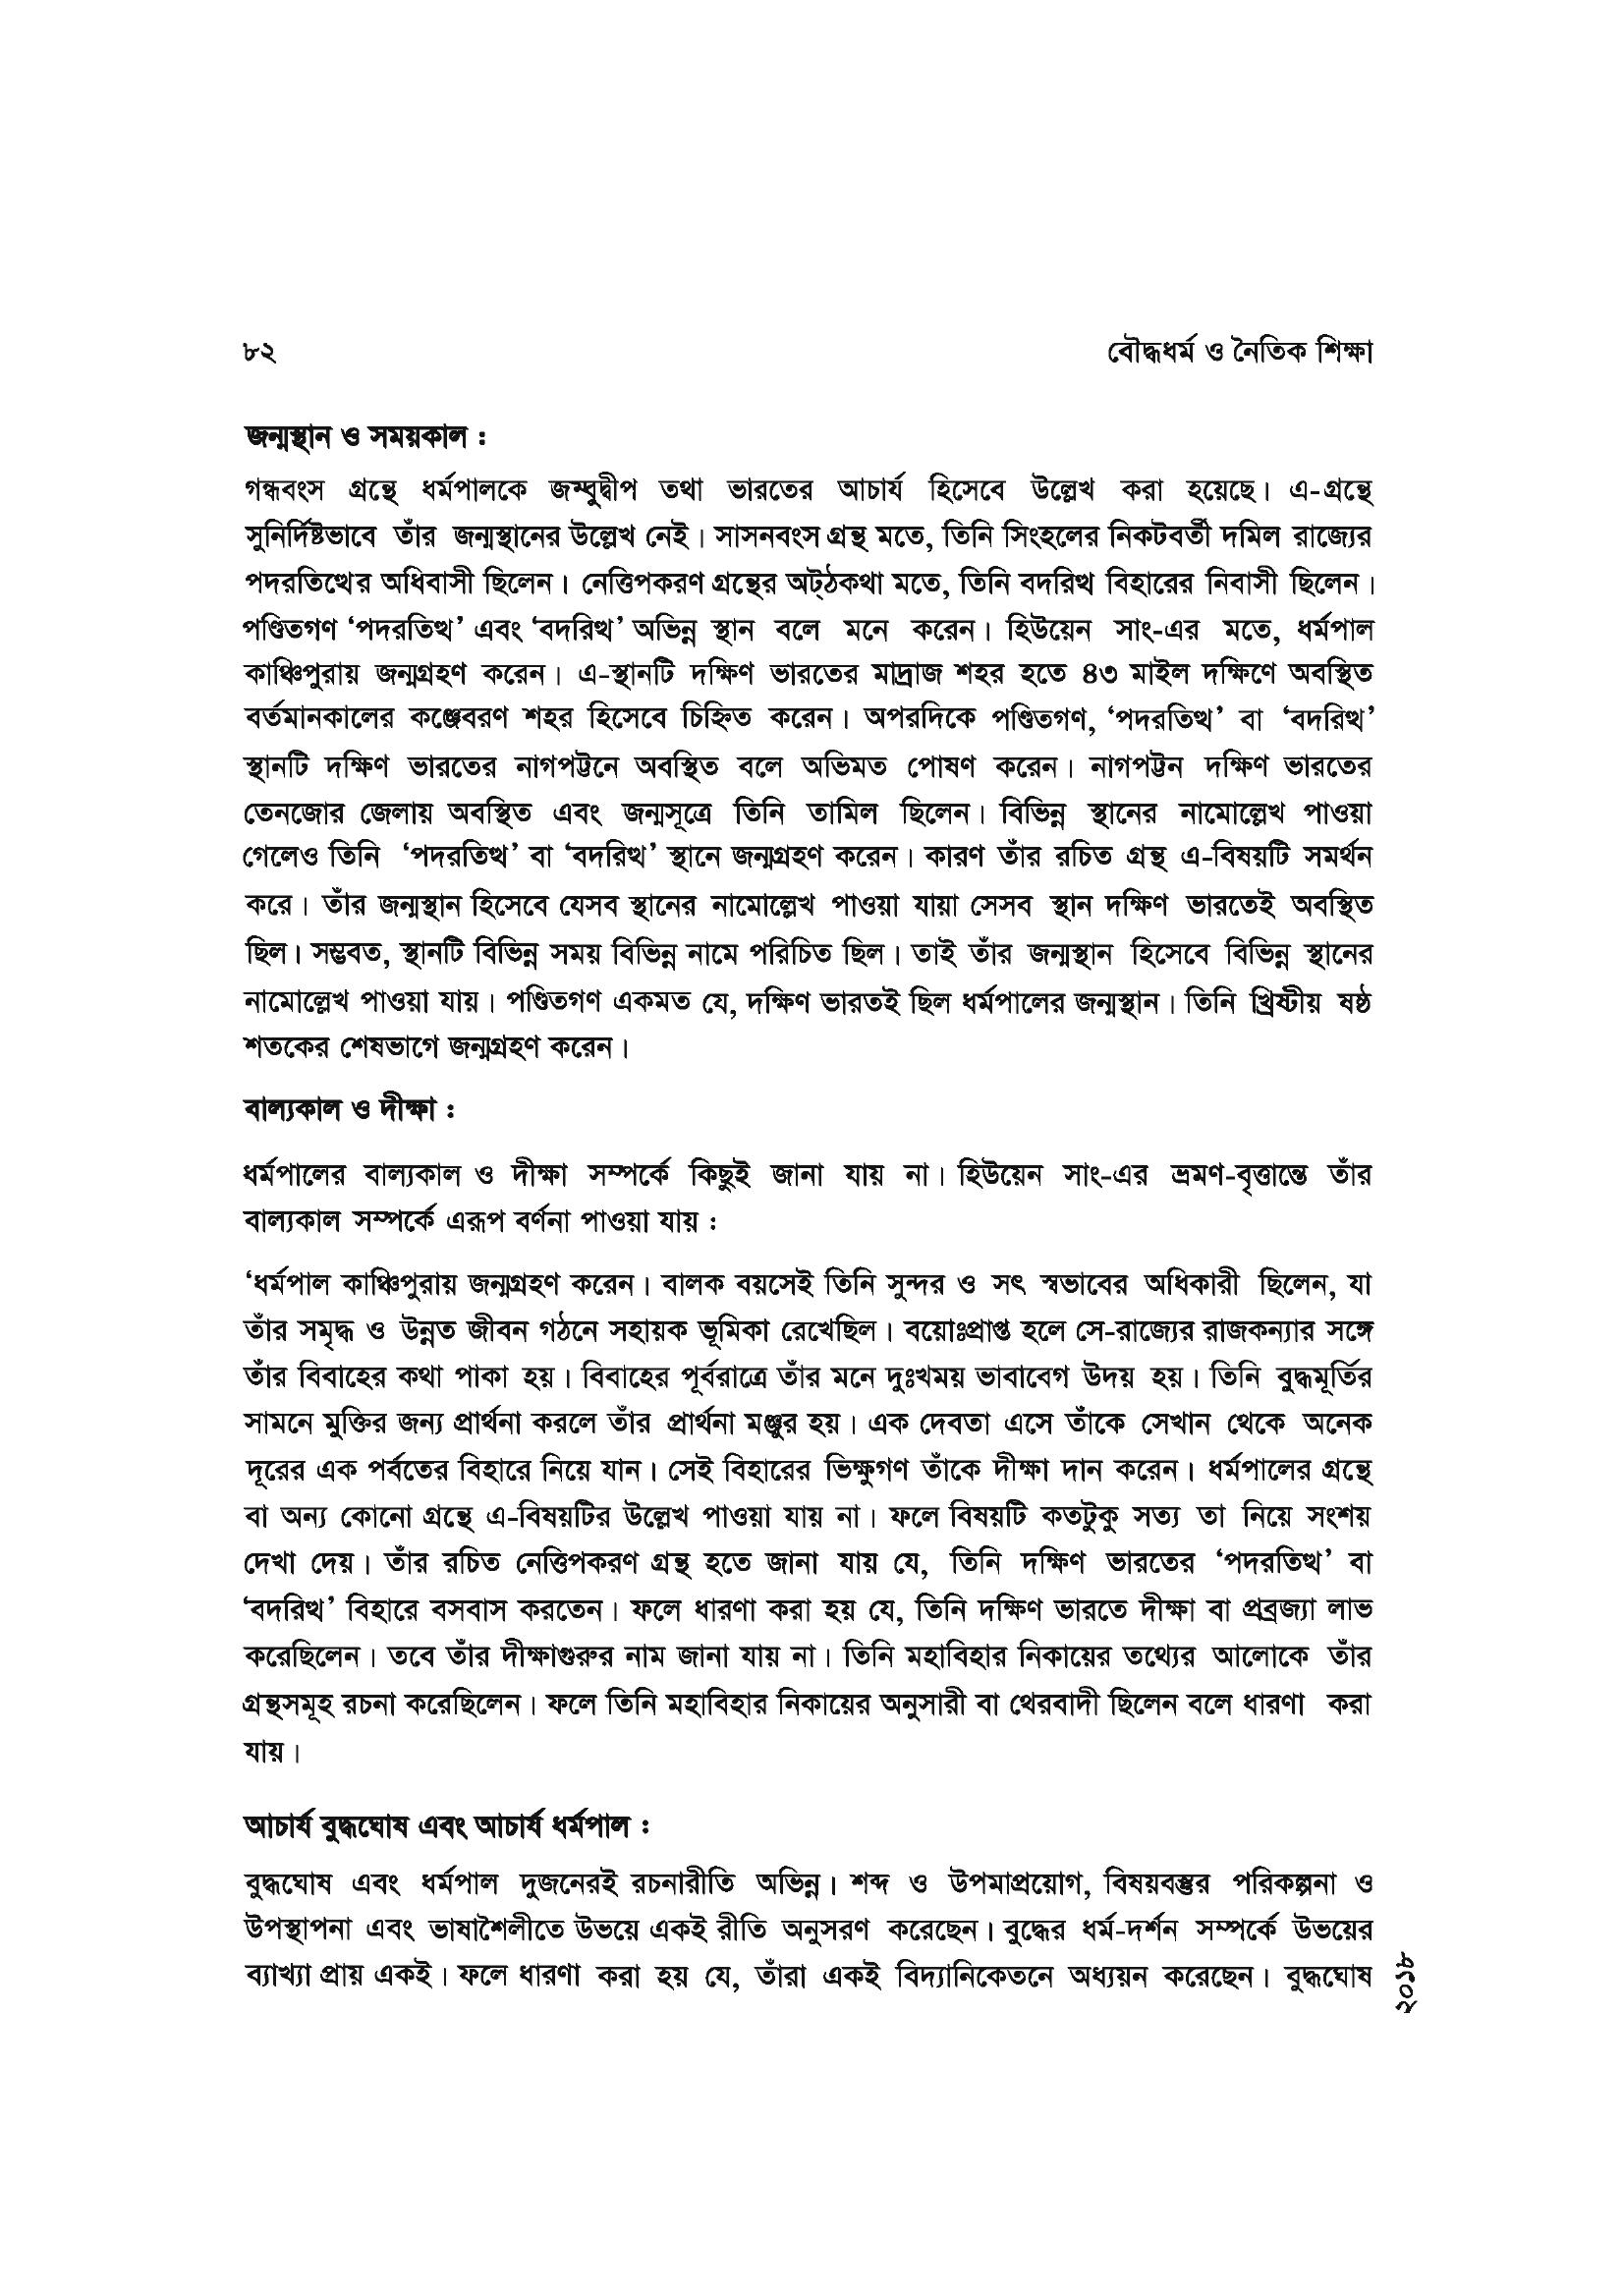 ৮২ বৌদ্ধধর্ম ও নৈতিক শিক্ষা
জন্মস্থান ও সময়কাল :
গন্ধবংস গ্রন্থে ধর্মপালকে জম্বুদ্বীপ তথা ভারতের আচার্য হিসেবে উল্লেখ করা হয়েছে। এ-গ্রন্থে
সুনির্দিষ্টভাবে তাঁর জন্মস্থানের উল্লেখ নেই। সাসনবংস গ্রন্থ মতে, তিনি সিংহলের নিকটবর্তী দমিল রাজ্যের
পদরতিত্থের অধিবাসী ছিলেন। নেত্তিপকরণ গ্রন্থের অট্ঠকথা মতে, তিনি বদরিত্থ বিহারের নিবাসী ছিলেন।
পণ্ডিতগণ ‘পদরতিত্থ’ এবং ‘বদরিত্থ’ অভিন্ন স্থান বলে মনে করেন। হিউয়েন সাং-এর মতে, ধর্মপাল
কাঞ্চিপুরায় জন্মগ্রহণ করেন। এ-স্থানটি দক্ষিণ ভারতের মাদ্রাজ শহর হতে ৪৩ মাইল দক্ষিণে অবস্থিত
বর্তমানকালের কঞ্জেবরণ শহর হিসেবে চিহ্নিত করেন। অপরদিকে পণ্ডিতগণ, ‘পদরতিত্থ’ বা ‘বদরিত্থ’
স্থানটি দক্ষিণ ভারতের নাগপট্টনে অবস্থিত বলে অভিমত পোষণ করেন। নাগপট্টন দক্ষিণ ভারতের
তেনজোর জেলায় অবস্থিত এবং জন্মসূত্রে তিনি তামিল ছিলেন। বিভিন্ন স্থানের নামোল্লেখ পাওয়া
গেলেও তিনি ‘পদরতিত্থ’ বা ‘বদরিত্থ’ স্থানে জন্মগ্রহণ করেন। কারণ তাঁর রচিত গ্রন্থ এ-বিষয়টি সমর্থন
করে। তাঁর জন্মস্থান হিসেবে যেসব স্থানের নামোল্লেখ পাওয়া যায়া সেসব স্থান দক্ষিণ ভারতেই অবস্থিত
ছিল। সম্ভবত, স্থানটি বিভিন্ন সময় বিভিন্ন নামে পরিচিত ছিল। তাই তাঁর জন্মস্থান হিসেবে বিভিন্ন স্থানের
নামোল্লেখ পাওয়া যায়। পণ্ডিতগণ একমত যে, দক্ষিণ ভারতই ছিল ধর্মপালের জন্মস্থান। তিনি খ্রিষ্টীয় ষষ্ঠ
শতকের শেষভাগে জন্মগ্রহণ করেন।
বাল্যকাল ও দীক্ষা :
ধর্মপালের বাল্যকাল ও দীক্ষা সম্পর্কে কিছুই জানা যায় না। হিউয়েন সাং-এর ভ্রমণ-বৃত্তান্তে তাঁর
বাল্যকাল সম্পর্কে এরূপ বর্ণনা পাওয়া যায় :
‘ধর্মপাল কাঞ্চিপুরায় জন্মগ্রহণ করেন। বালক বয়সেই তিনি সুন্দর ও সৎ স্বভাবের অধিকারী ছিলেন, যা
তাঁর সমৃদ্ধ ও উন্নত জীবন গঠনে সহায়ক ভূমিকা রেখেছিল। বয়োঃপ্রাপ্ত হলে সে-রাজ্যের রাজকন্যার সঙ্গে
তাঁর বিবাহের কথা পাকা হয়। বিবাহের পূর্বরাত্রে তাঁর মনে দুঃখময় ভাবাবেগ উদয় হয়। তিনি বুদ্ধমূর্তির
সামনে মুক্তির জন্য প্রার্থনা করলে তাঁর প্রার্থনা মঞ্জুর হয়। এক দেবতা এসে তাঁকে সেখান থেকে অনেক
দূরের এক পর্বতের বিহারে নিয়ে যান। সেই বিহারের ভিক্ষুগণ তাঁকে দীক্ষা দান করেন। ধর্মপালের গ্রন্থে
বা অন্য কোনো গ্রন্থে এ-বিষয়টির উল্লেখ পাওয়া যায় না। ফলে বিষয়টি কতটুকু সত্য তা নিয়ে সংশয়
দেখা দেয়। তাঁর রচিত নেত্তিপকরণ গ্রন্থ হতে জানা যায় যে, তিনি দক্ষিণ ভারতের ‘পদরতিত্থ’ বা
‘বদরিত্থ’ বিহারে বসবাস করতেন। ফলে ধারণা করা হয় যে, তিনি দক্ষিণ ভারতে দীক্ষা বা প্রব্রজ্যা লাভ
করেছিলেন। তবে তাঁর দীক্ষাগুরুর নাম জানা যায় না। তিনি মহাবিহার নিকায়ের তথ্যের আলোকে তাঁর
গ্রন্থসমূহ রচনা করেছিলেন। ফলে তিনি মহাবিহার নিকায়ের অনুসারী বা থেরবাদী ছিলেন বলে ধারণা করা
যায়।
আচার্য বুদ্ধঘোষ এবং আচার্য ধর্মপাল :
বুদ্ধঘোষ এবং ধর্মপাল দুজনেরই রচনারীতি অভিন্ন। শব্দ ও উপমাপ্রয়োগ, বিষয়বস্তুর পরিকল্পনা ও
উপস্থাপনা এবং ভাষাশৈলীতে উভয়ে একই রীতি অনুসরণ করেছেন। বুদ্ধের ধর্ম-দর্শন সম্পর্কে উভয়ের
ব্যাখ্যা প্রায় একই। ফলে ধারণা করা হয় যে, তাঁরা একই বিদ্যানিকেতনে অধ্যয়ন করেছেন। বুদ্ধঘোষ
২০১৮